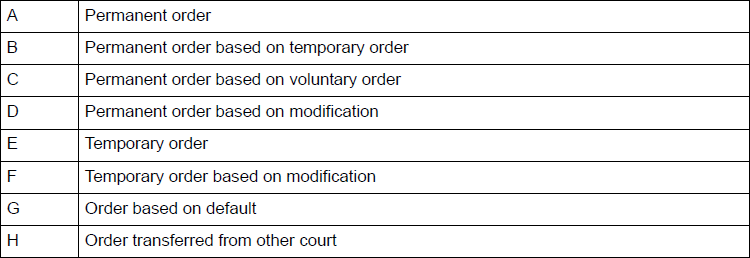 A Permanent order
B Permanent order based on temporary order
C Permanent order based on voluntary order
D Permanent order based on modification
E Temporary order
F Temporary order based on modification
G Order based on default
H Order transferred from other court